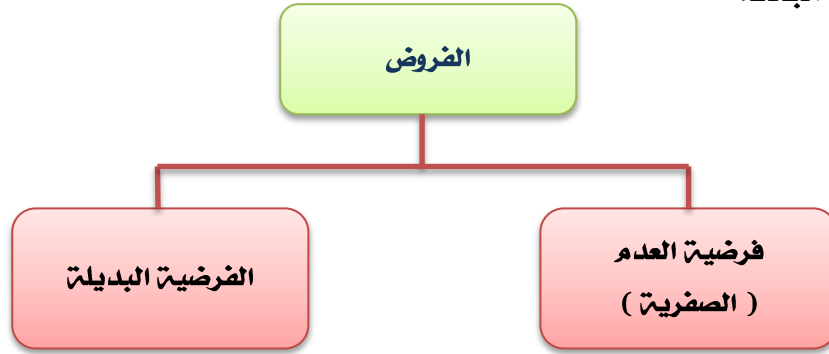 الفروض
فرضية العدم
( الصفرية )
الفرضية البديلة